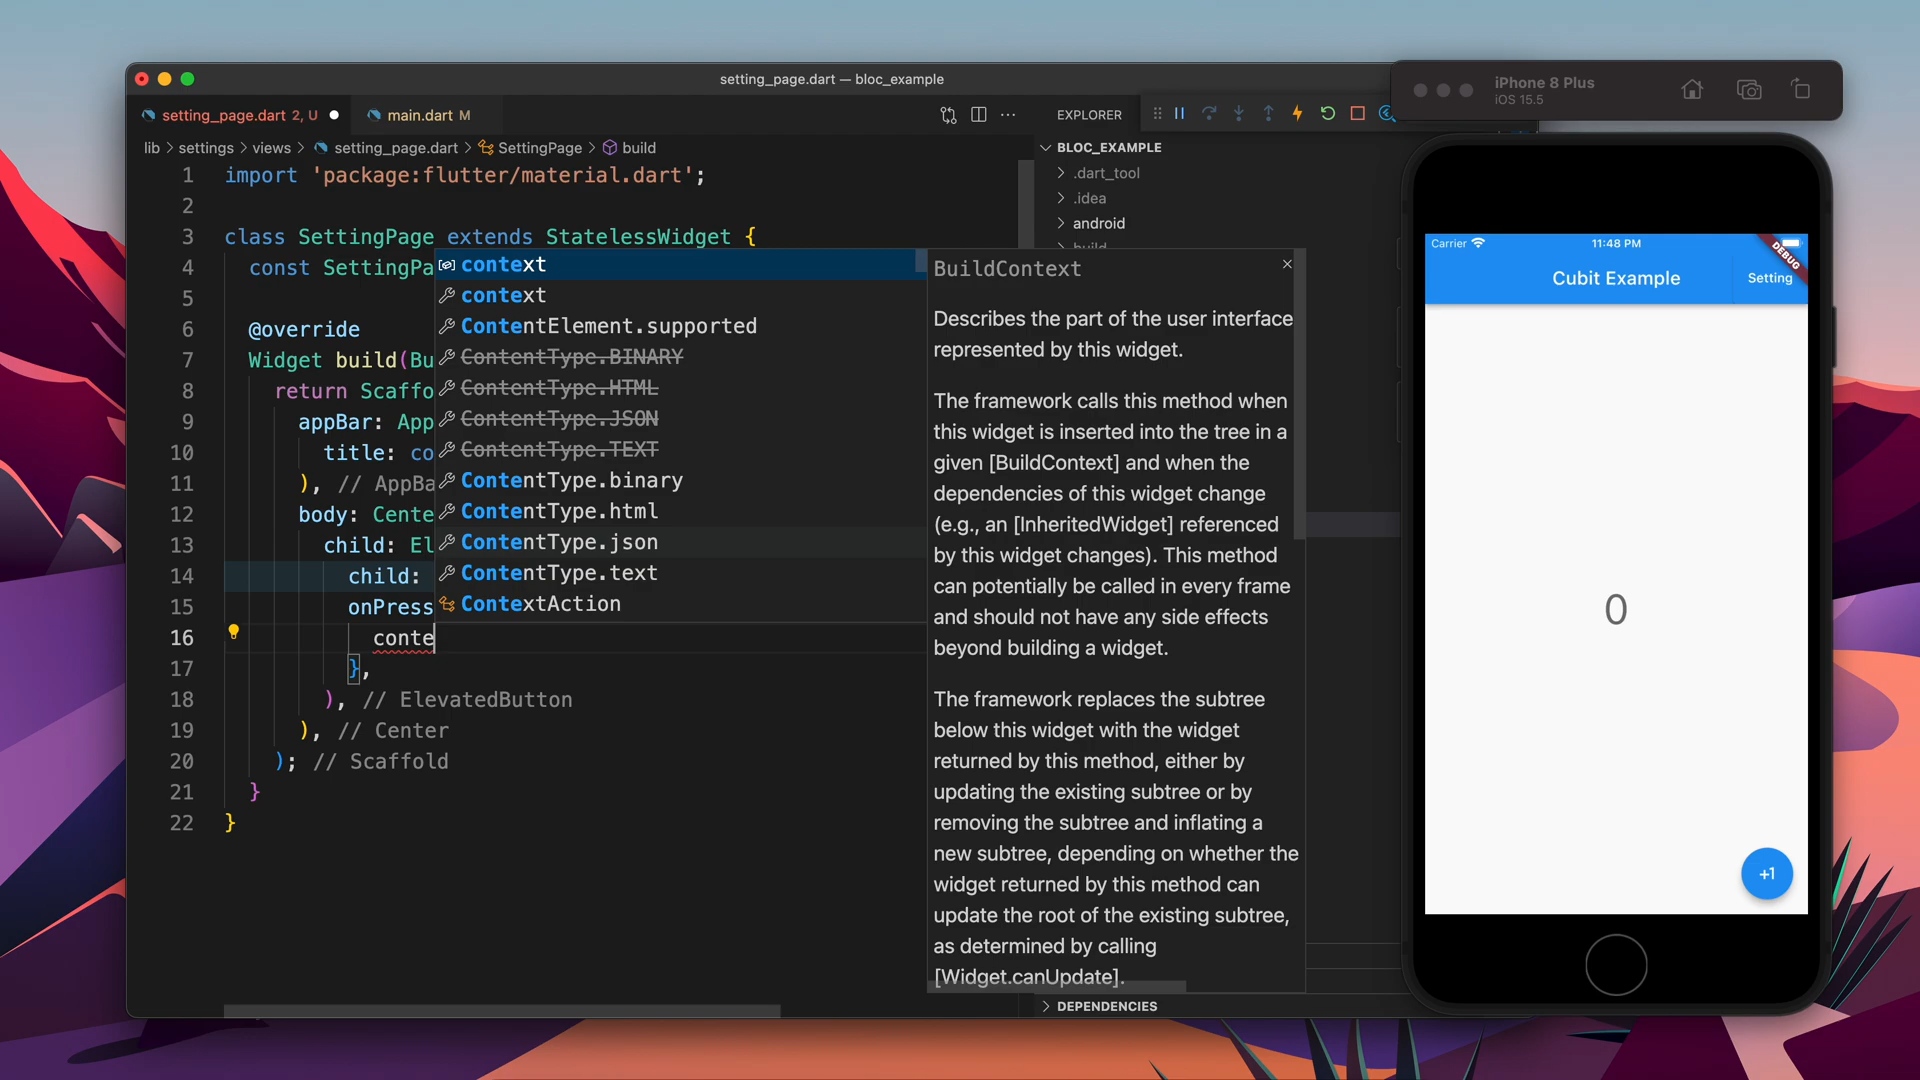 setting_page.dart — bloc_example
setting_page.dart 2, U
main.dart M
EXPLORER
lib > settings > views > setting_page.dart > SettingPage > build
1 import 'package:flutter/material.dart';
2
3 class SettingPage extends StatelessWidget {
4 const SettingPa
5
6 @override
7 Widget build(Bu
8 return Scaffo
9 appBar: App
10 title: co
11 ), // AppBa
12 body: Cente
13 child: El
14 child:
15 onPress
16 conte
17 },
18 ), // ElevatedButton
19 ), // Center
20 ); // Scaffold
21 }
22 }
context
context
ContentElement.supported
ContentType.BINARY
ContentType.HTML
ContentType.JSON
ContentType.TEXT
ContentType.binary
ContentType.html
ContentType.json
ContentType.text
ContextAction
BuildContext
Describes the part of the user interface
represented by this widget.
The framework calls this method when
this widget is inserted into the tree in a
given [BuildContext] and when the
dependencies of this widget change
(e.g., an [InheritedWidget] referenced
by this widget changes). This method
can potentially be called in every frame
and should not have any side effects
beyond building a widget.
The framework replaces the subtree
below this widget with the widget
returned by this method, either by
updating the existing subtree or by
removing the subtree and inflating a
new subtree, depending on whether the
widget returned by this method can
update the root of the existing subtree,
as determined by calling
[Widget.canUpdate].
BLOC_EXAMPLE
> .dart_tool
> .idea
> android
> build
> DEPENDENCIES
iPhone 8 Plus
iOS 15.5
Carrier
11:48 PM
DEBUG
Cubit Example
Setting
0
+1